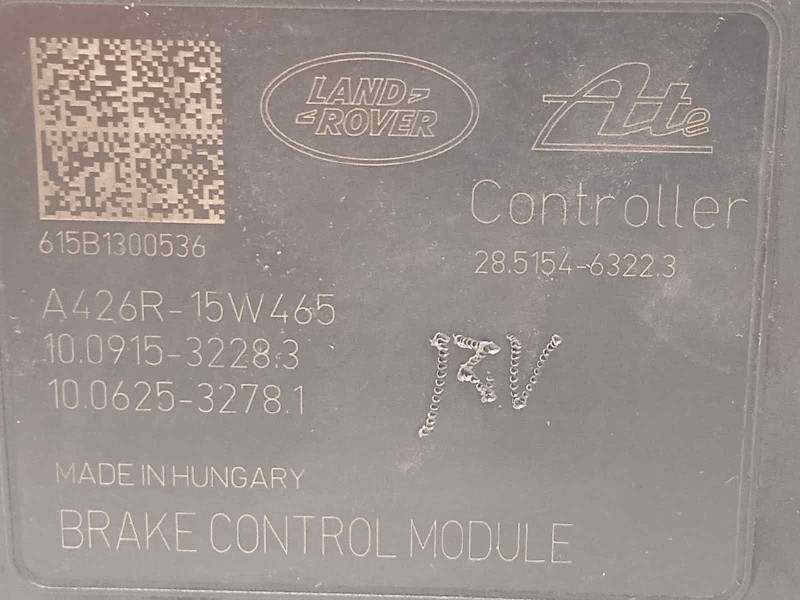 LAND
ROVER
Ate
Controller
28.5154-6322.3
615B1300536
A426R-15W465
10.0915-3228.3
10.0625-3278.1
MADE IN HUNGARY
BRAKE CONTROL MODULE